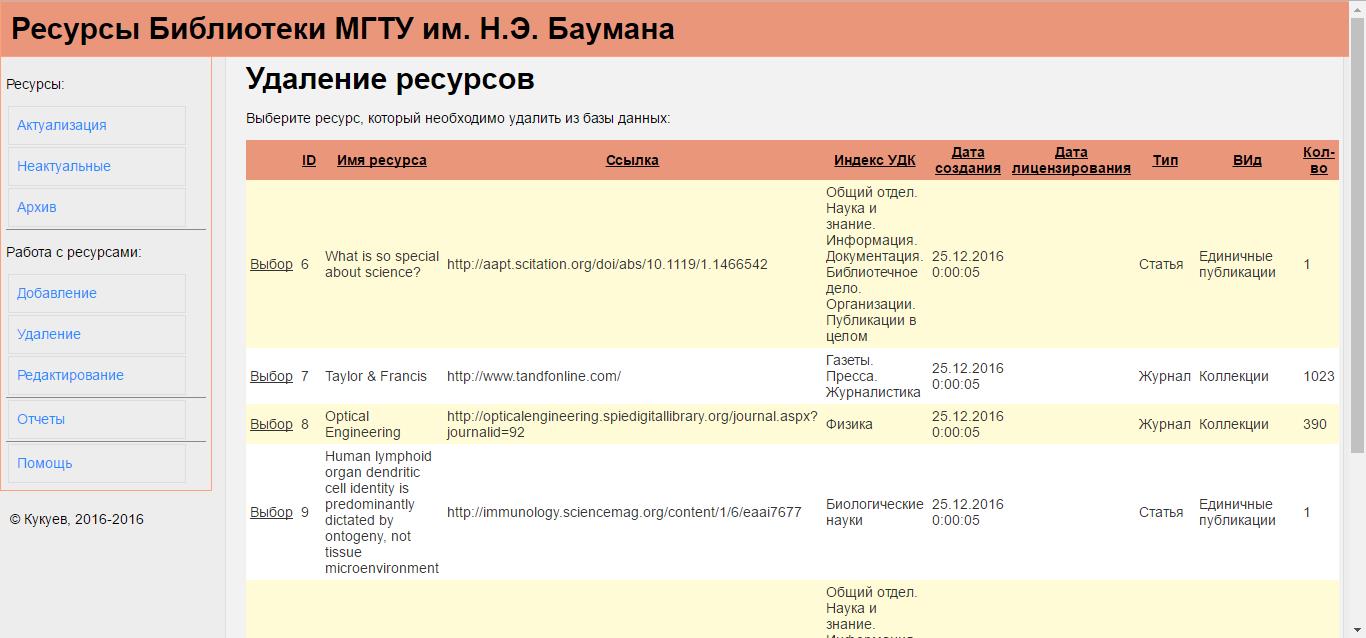 Ресурсы Библиотеки МГТУ им. Н.Э. Баумана
Ресурсы:
Актуализация
Неактуальные
Архив
Работа с ресурсами:
Добавление
Удаление
Редактирование
Отчеты
Помощь
© Кукуев, 2016-2016
Удаление ресурсов
Выберите ресурс, который необходимо удалить из базы данных:
ID
Имя ресурса
Ссылка
Индекс УДК
Дата
создания
Дата
лицензирования
Тип
ВИд
Кол-
во
Выбор
6
What is so special
about science?
http://aapt.scitation.org/doi/abs/10.1119/1.1466542
Общий отдел.
Наука и
знание.
Информация.
Документация.
Библиотечное
дело.
Организации.
Публикации в
целом
25.12.2016
0:00:05
Статья
Единичные
публикации
1
Выбор
7
Taylor & Francis
http://www.tandfonline.com/
Газеты.
Пресса.
Журналистика
25.12.2016
0:00:05
Журнал
Коллекции
1023
Выбор
8
Optical
Engineering
http://opticalengineering.spiedigitallibrary.org/journal.aspx?
journalid=92
Физика
25.12.2016
0:00:05
Журнал
Коллекции
390
Выбор
9
Human lymphoid
organ dendritic
cell identity is
predominantly
dictated by
ontogeny, not
tissue
microenvironment
http://immunology.sciencemag.org/content/1/6/eaai7677
Биологические
науки
25.12.2016
0:00:05
Статья
Единичные
публикации
1
Общий отдел.
Наука и
знание.